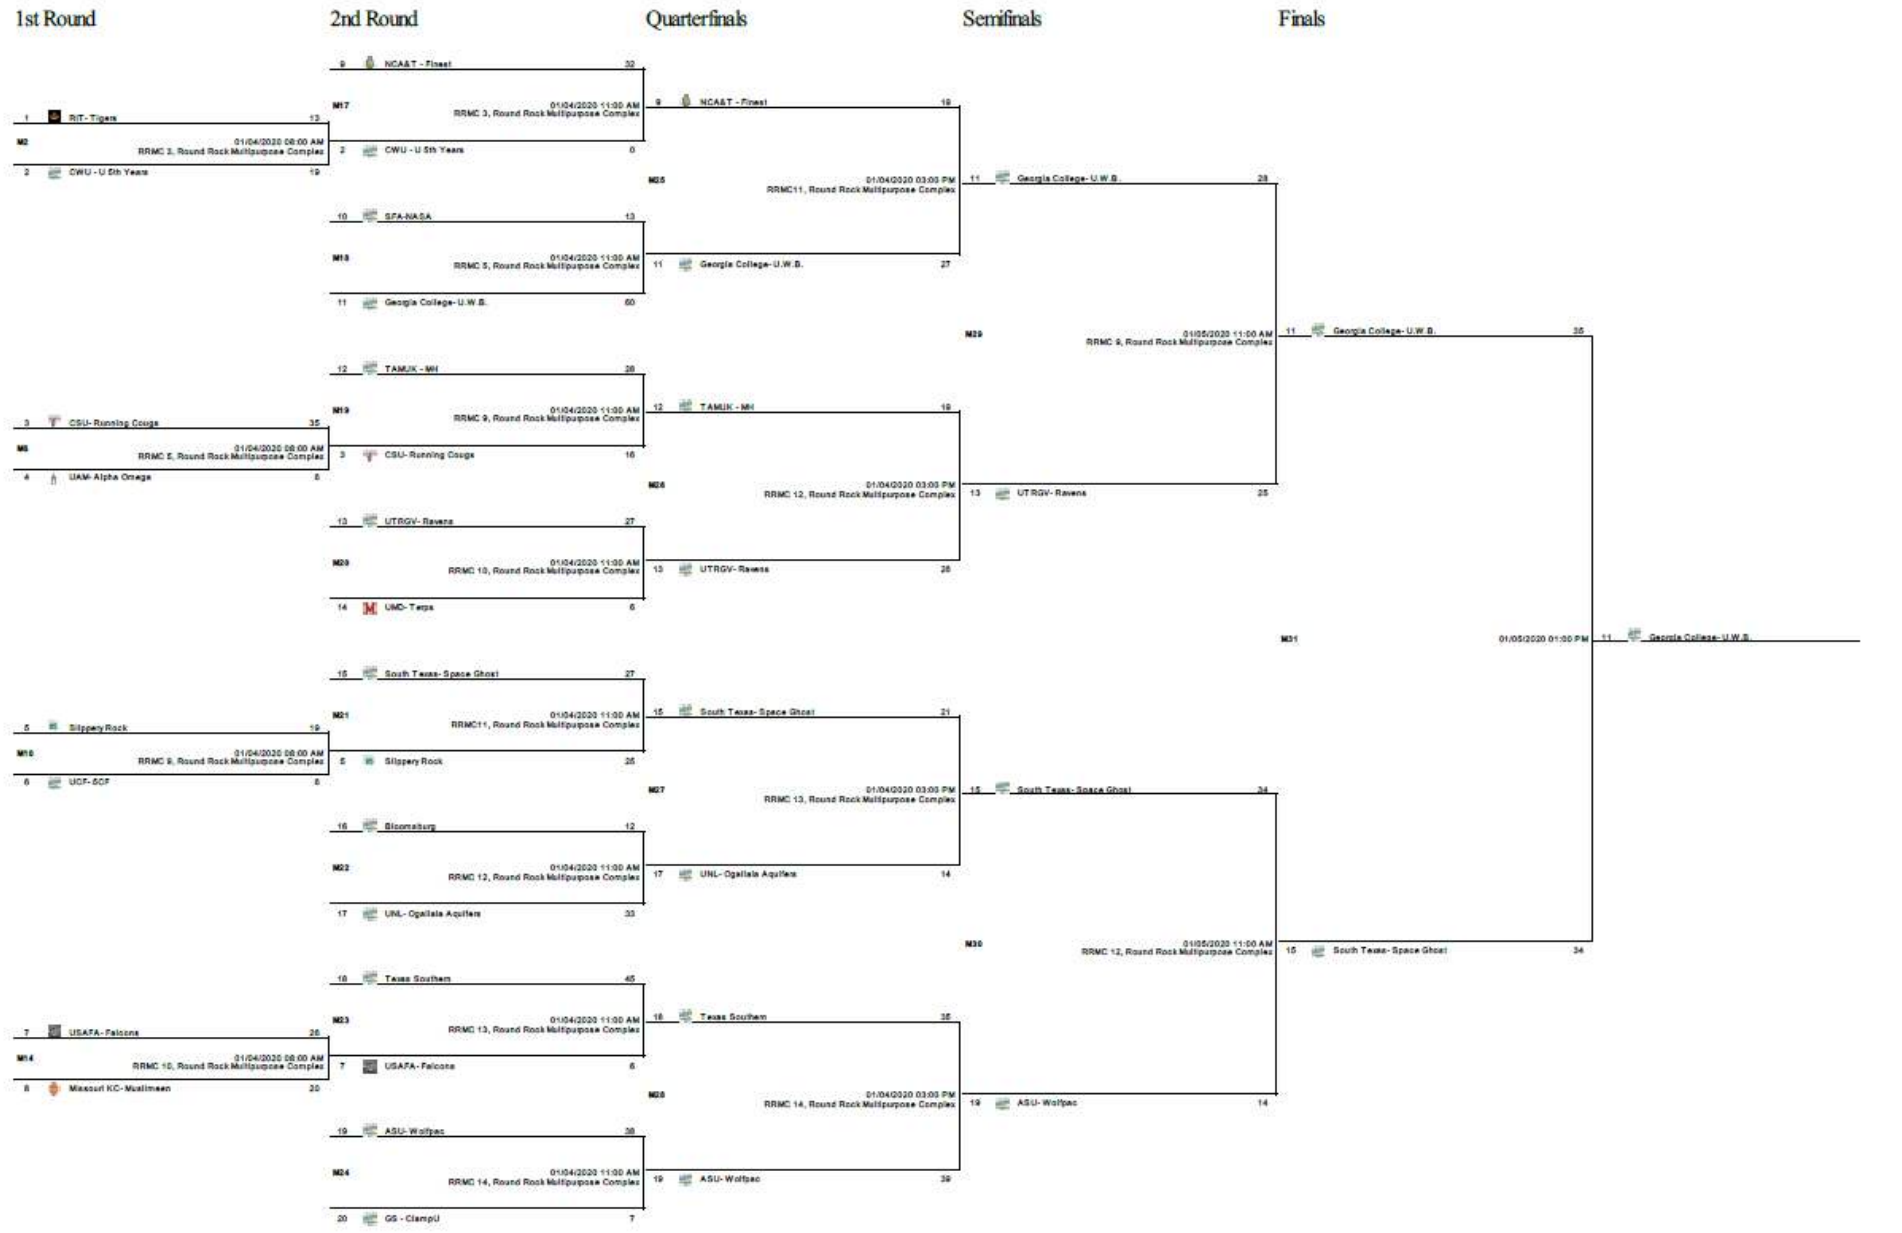 1st Round 2nd Round Quarterfinals Semifinals Finals
1 RIT- Tigers 13
M2 01/04/2020 08:00 AM
RRMC 3, Round Rock Multipurpose Complex
2 CWU - U 5th Years 19
3 CSU- Running Cougs 35
01/04/2020 08:00 AM
RRMC 5, Round Rock Multipurpose Complex
4 UAM- Alpha Omega
5 Slippery Rock 19
M10 01/04/2020 08:00 AM
RRMC 9, Round Rock Multipurpose Complex
6 UCF- SCF
7 USAFA- Falcons 26
M14 01/04/2020 08:00 AM
RRMC 10, Round Rock Multipurpose Complex
8 Missouri KC- Muslimeen 20
9 NCA&T - Finest 32
M17 01/04/2020 11:00 AM
RRMC 3, Round Rock Multipurpose Complex
2 CWU - U 5th Years 0
10 SFA-NASA 13
M18 01/04/2020 11:00 AM
RRMC 5, Round Rock Multipurpose Complex
11 Georgia College- U.W.B. 60
12 TAMUK - MH 28
M19 01/04/2020 11:00 AM
RRMC 9, Round Rock Multipurpose Complex
3 CSU- Running Cougs 16
13 UTRGV- Ravens 27
M20 01/04/2020 11:00 AM
RRMC 10, Round Rock Multipurpose Complex
14 M UMD- Terps 6
15 South Texas- Space Ghost 27
M21 01/04/2020 11:00 AM
RRMC11, Round Rock Multipurpose Complex
5 Slippery Rock 25
16 Bloomsburg 12
M22 01/04/2020 11:00 AM
RRMC 12, Round Rock Multipurpose Complex
17 UNL- Ogallala Aquifers 33
18 Texas Southern 45
M23 01/04/2020 11:00 AM
RRMC 13, Round Rock Multipurpose Complex
7 USAFA- Falcons 6
19 ASU- Wolfpac 38
M24 01/04/2020 11:00 AM
RRMC 14, Round Rock Multipurpose Complex
20 GS - ClampU 7
9 NCA&T - Finest 18
M25 01/04/2020 03:00 PM
RRMC11, Round Rock Multipurpose Complex
11 Georgia College- U.W.B. 27
12 TAMUK - MH 19
M26 01/04/2020 03:00 PM
RRMC 12, Round Rock Multipurpose Complex
13 UTRGV- Ravens 28
15 South Texas- Space Ghost 21
M27 01/04/2020 03:00 PM
RRMC 13, Round Rock Multipurpose Complex
17 UNL- Ogallala Aquifers 14
18 Texas Southern 35
M28 01/04/2020 03:00 PM
RRMC 14, Round Rock Multipurpose Complex
19 ASU- Wolfpac 39
11 Georgia College- U.W.B. 28
M29 01/05/2020 11:00 AM
RRMC 9, Round Rock Multipurpose Complex
13 UTRGV- Ravens 25
15 South Texas- Space Ghost 34
M30 01/05/2020 11:00 AM
RRMC 12, Round Rock Multipurpose Complex
19 ASU- Wolfpac 14
11 Georgia College- U.W.B. 35
M31 01/05/2020 01:00 PM
15 South Texas- Space Ghost 34
11 Georgia College- U.W.B.